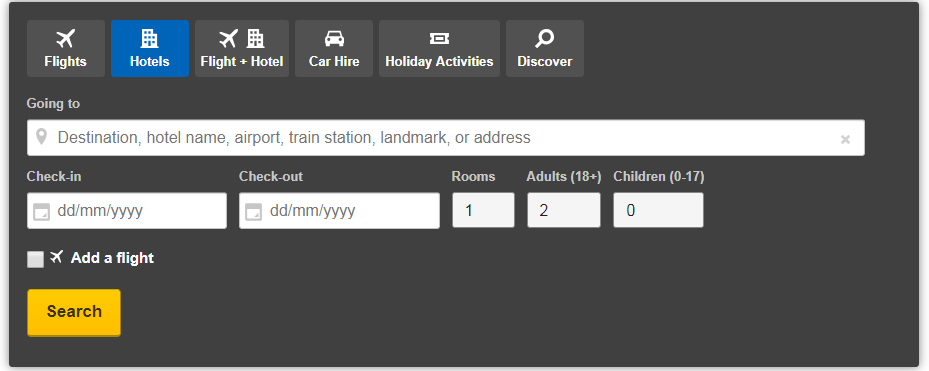 Flights Hotels Flight + Hotel Car Hire Holiday Activities Discover
Going to
Destination, hotel name, airport, train station, landmark, or address
Check-in Check-out Rooms Adults (18+) Children (0-17)
dd/mm/yyyy dd/mm/yyyy 1 2 0
Add a flight
Search